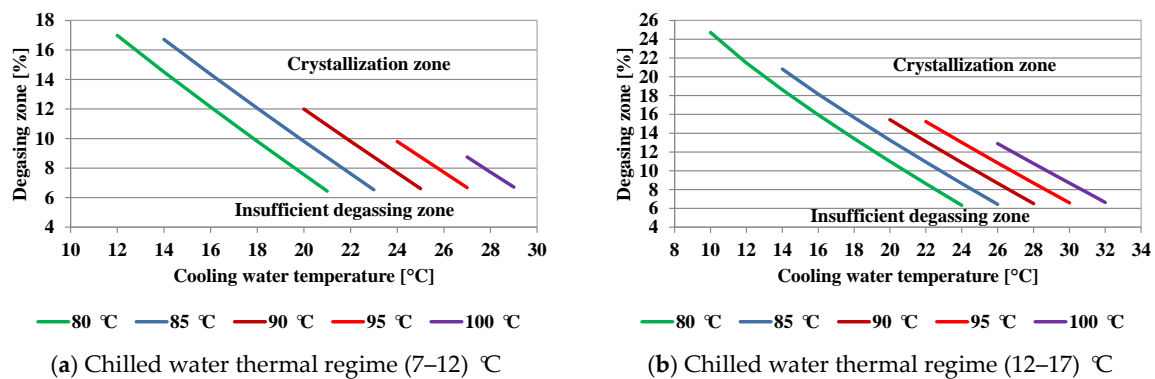 18
16
14
12
10
8
6
4
Degasing zone [%]
Crystallization zone
Insufficient degassing zone
10 12 14 16 18 20 22 24 26 28 30
Cooling water temperature [°C]
80 °C 85 °C 90 °C 95 °C 100 °C
(a) Chilled water thermal regime (7–12) °C
26
24
22
20
18
16
14
12
10
8
6
4
Degasing zone [%]
Crystallization zone
Insufficient degassing zone
8 10 12 14 16 18 20 22 24 26 28 30 32 34
Cooling water temperature [°C]
80 °C 85 °C 90 °C 95 °C 100 °C
(b) Chilled water thermal regime (12–17) °C